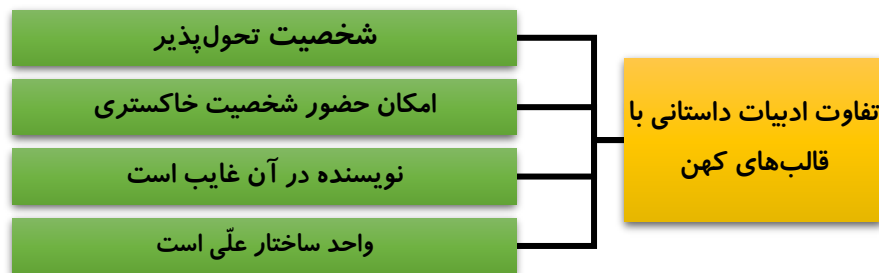 تفاوت ادبیات داستانی با
قالب‌های کهن
شخصیت تحول‌پذیر
امکان حضور شخصیت خاکستری
نویسنده در آن غایب است
واحد ساختار علّی است